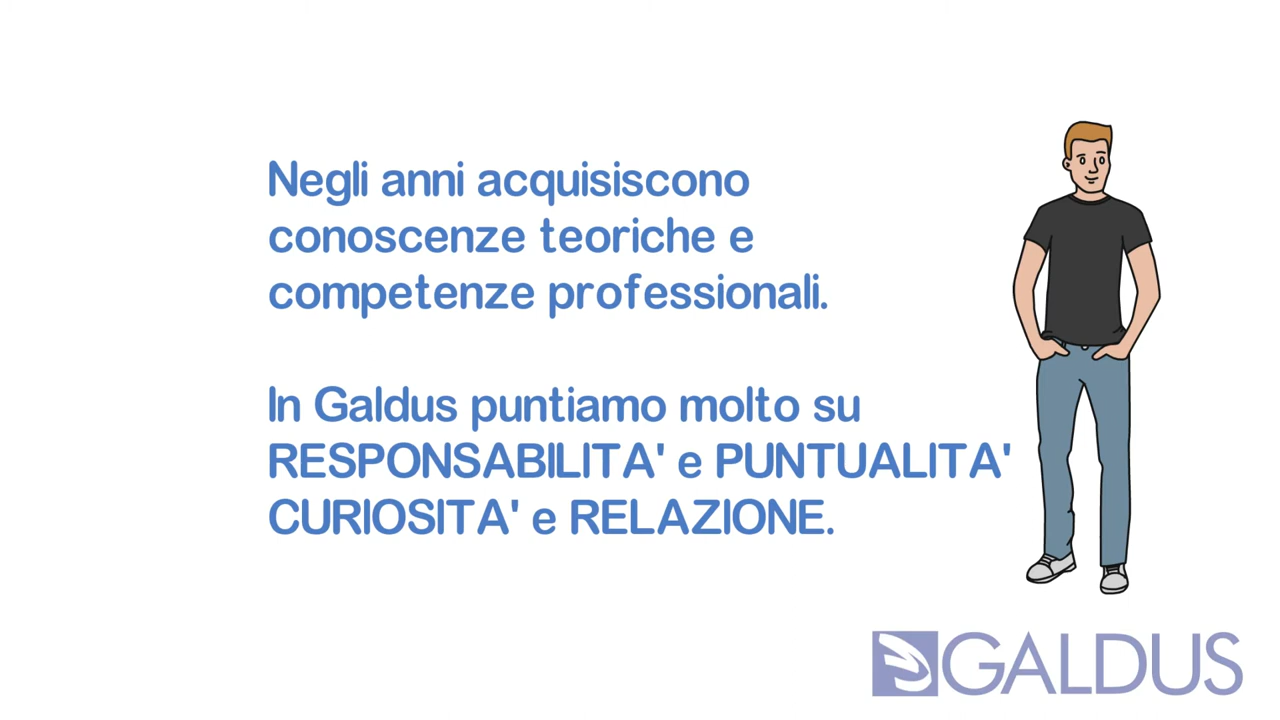 Negli anni acquisiscono
conoscenze teoriche e
competenze professionali.
In Galdus puntiamo molto su
RESPONSABILITA' e PUNTUALITA'
CURIOSITA' e RELAZIONE.
GALDUS